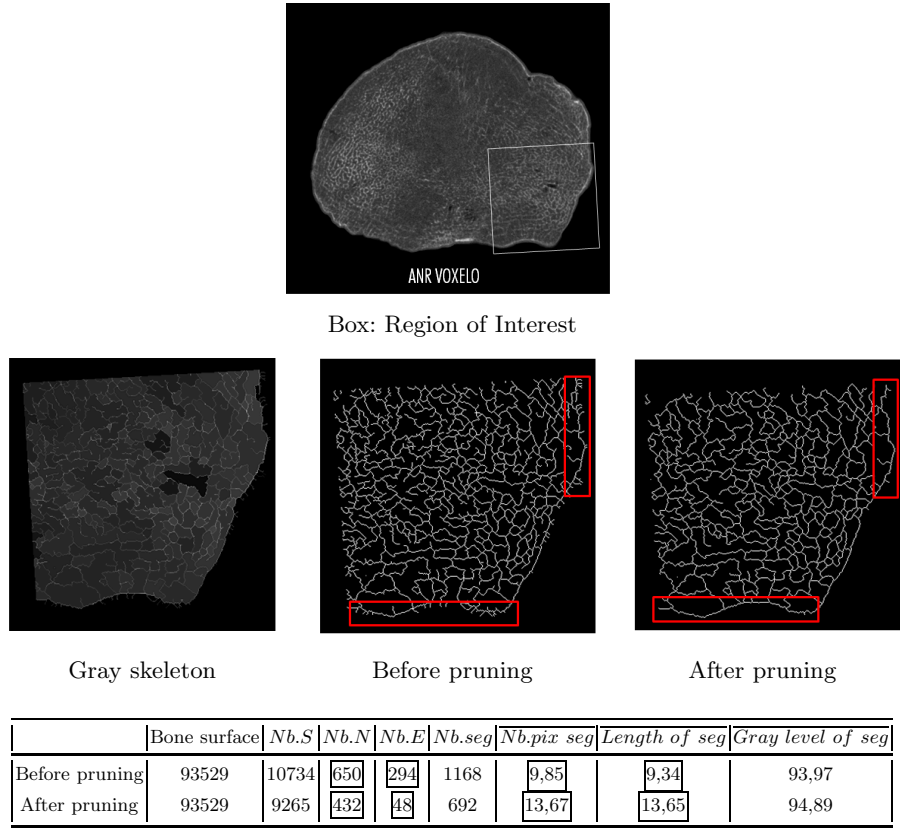 ANR VOXELO
Box: Region of Interest
Gray skeleton
Before pruning
After pruning
Bone surface Nb.S Nb.N Nb.E Nb.seg Nb.pix seg Length of seg Gray level of seg
Before pruning 93529 10734 650 294 1168 9,85 9,34 93,97
After pruning 93529 9265 432 48 692 13,67 13,65 94,89